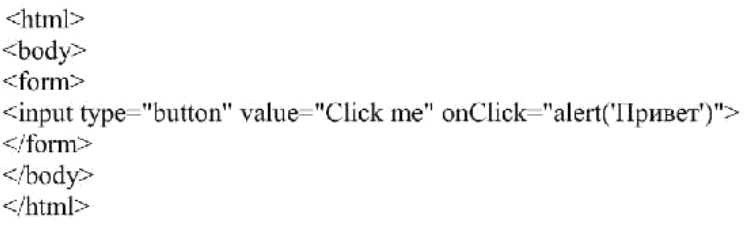 <html>
<body>
<form>
<input type="button" value="Click me" onClick="alert('Привет')">
</form>
</body>
</html>